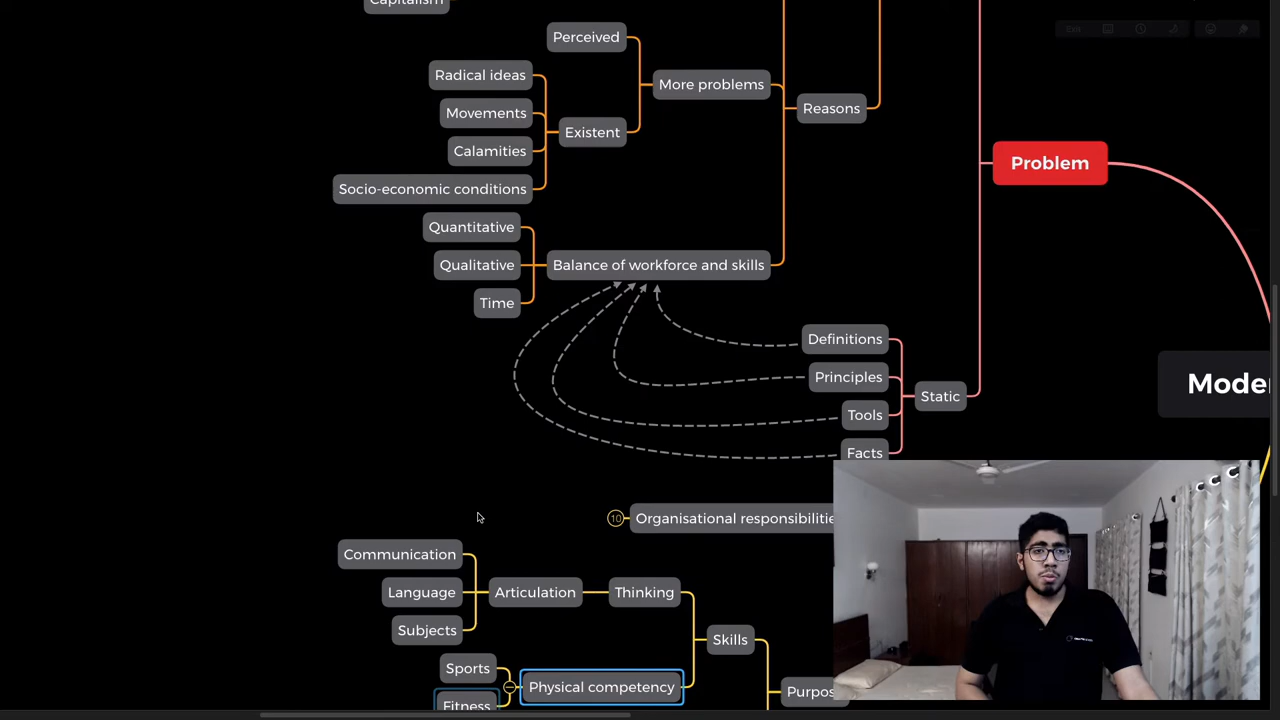 Capitalism
Perceived
Radical ideas
More problems
Movements
Reasons
Existent
Calamities
Problem
Socio-economic conditions
Quantitative
Qualitative
Balance of workforce and skills
Time
Definitions
Principles
Static
Tools
Facts
10
Organisational responsibilitie
Communication
Language
Articulation
Thinking
Subjects
Skills
Sports
Physical competency
Purpos
Fitness
Exit